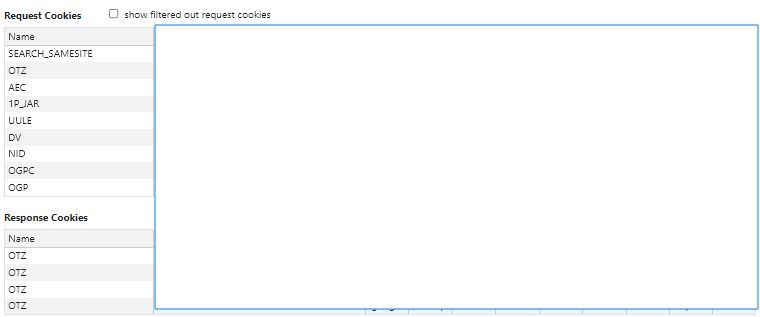 Request Cookies show filtered out request cookies
Name
SEARCH_SAMESITE
OTZ
AEC
1P_JAR
UULE
DV
NID
OGPC
OGP
Response Cookies
Name
OTZ
OTZ
OTZ
OTZ